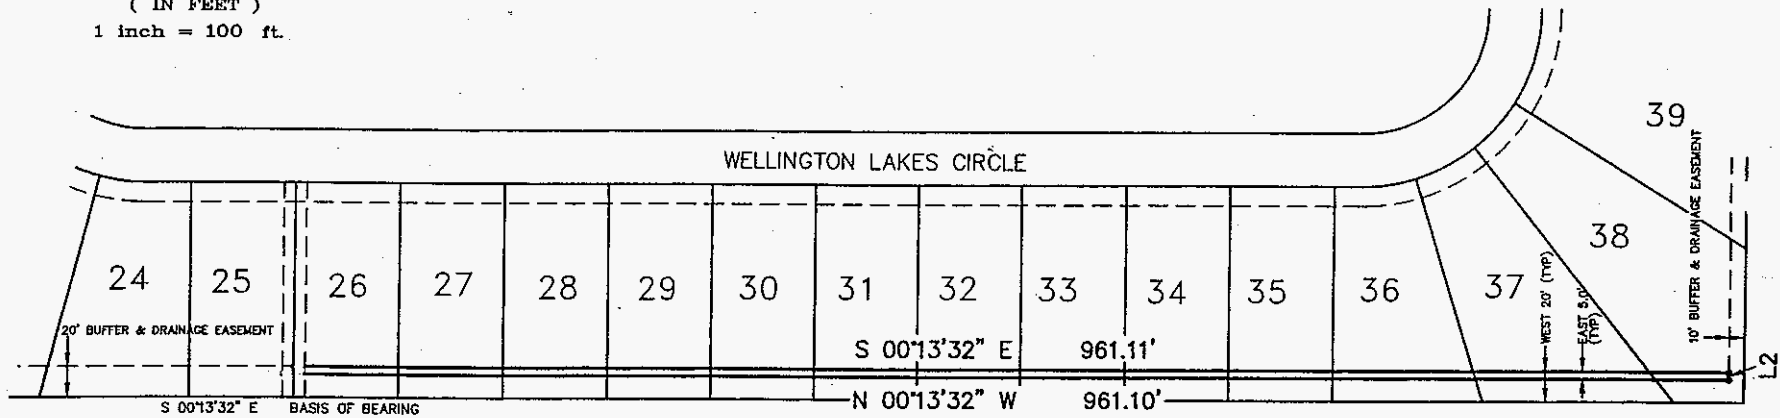 ( IN FEET )
1 inch = 100 ft.
39
WELLINGTON LAKES CIRCLE
10' BUFFER & DRAINAGE EASEMENT
38
24
25
26
27
28
29
30
31
32
33
34
35
36
37
WEST 20' (TYP)
EAST 5.0'
(TYP)
20' BUFFER & DRAINAGE EASEMENT
S 00°13'32" E 961.11'
L2
N 00°13'32" W 961.10'
S 00°13'32" E BASIS OF BEARING